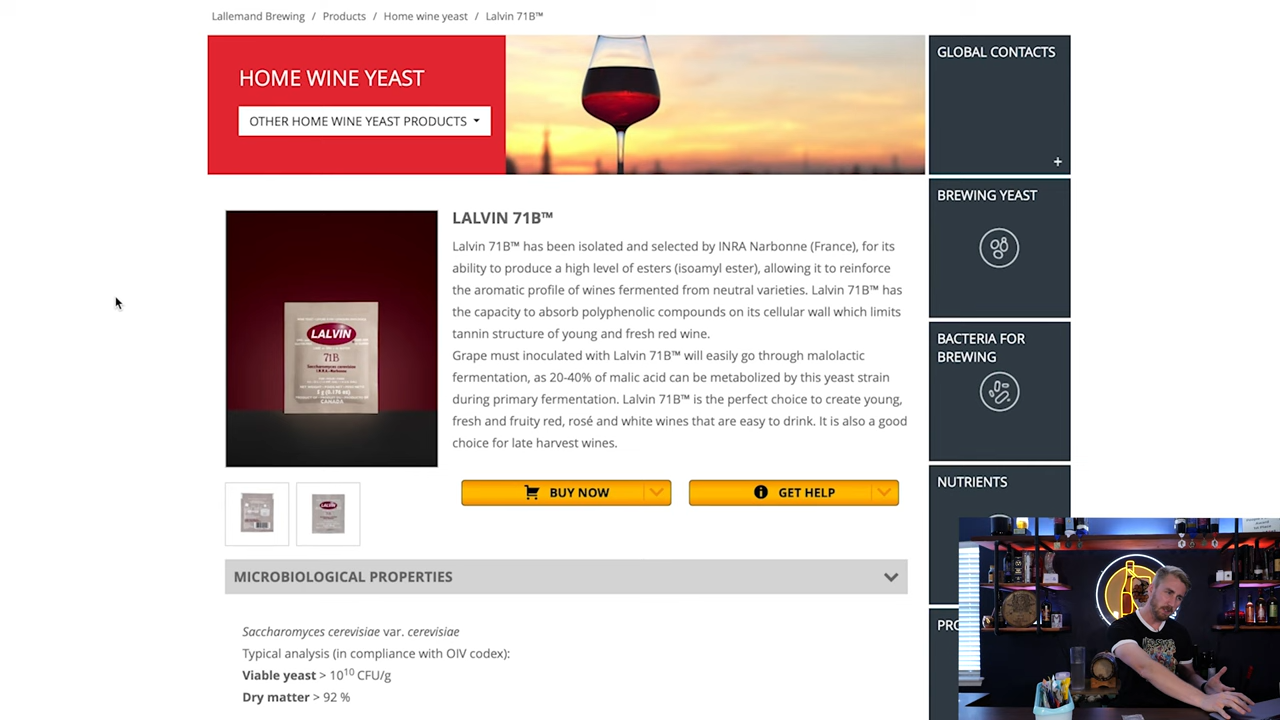 Lallemand Brewing / Products / Home wine yeast / Lalvin 71B™
HOME WINE YEAST
OTHER HOME WINE YEAST PRODUCTS
GLOBAL CONTACTS
+
BREWING YEAST
BACTERIA FOR
BREWING
NUTRIENTS
LALVIN 71B™
Lalvin 71B™ has been isolated and selected by INRA Narbonne (France), for its
ability to produce a high level of esters (isoamyl ester), allowing it to reinforce
the aromatic profile of wines fermented from neutral varieties. Lalvin 71B™ has
the capacity to absorb polyphenolic compounds on its cellular wall which limits
tannin structure of young and fresh red wine.
Grape must inoculated with Lalvin 71B™ will easily go through malolactic
fermentation, as 20-40% of malic acid can be metabolized by this yeast strain
during primary fermentation. Lalvin 71B™ is the perfect choice to create young,
fresh and fruity red, rosé and white wines that are easy to drink. It is also a good
choice for late harvest wines.
LALVIN
71B
Saccharomyces cerevisiae
CANADA
BUY NOW
GET HELP
LALVIN
MICROBIOLOGICAL PROPERTIES
PRO
Saccharomyces cerevisiae var. cerevisiae
Typical analysis (in compliance with OIV codex):
Viable yeast > 10¹⁰ CFU/g
Dry matter > 92 %